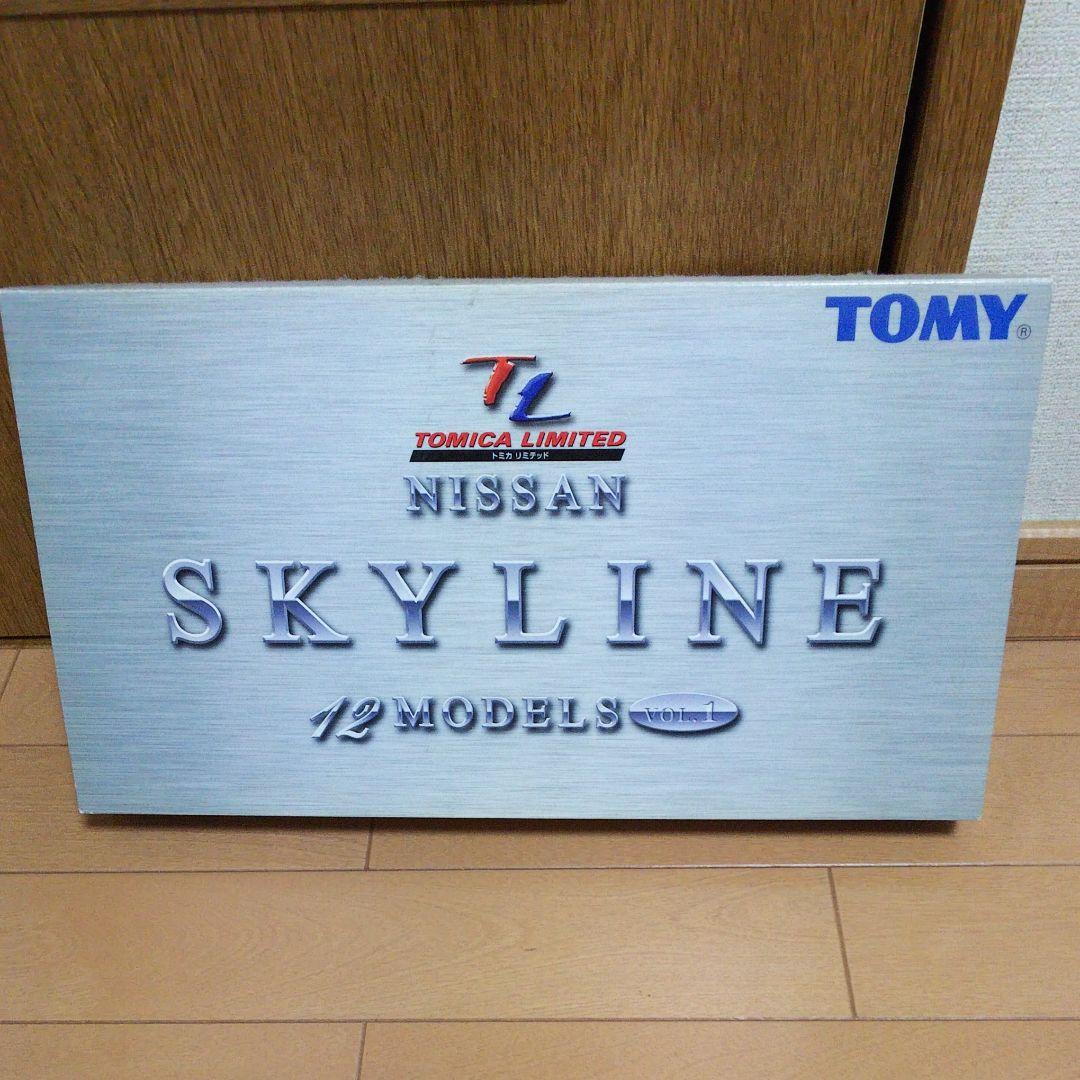 TOMY®
TL
TOMICA LIMITED
トミカ リミテッド
NISSAN
SKYLINE
12 MODELS VOL.1